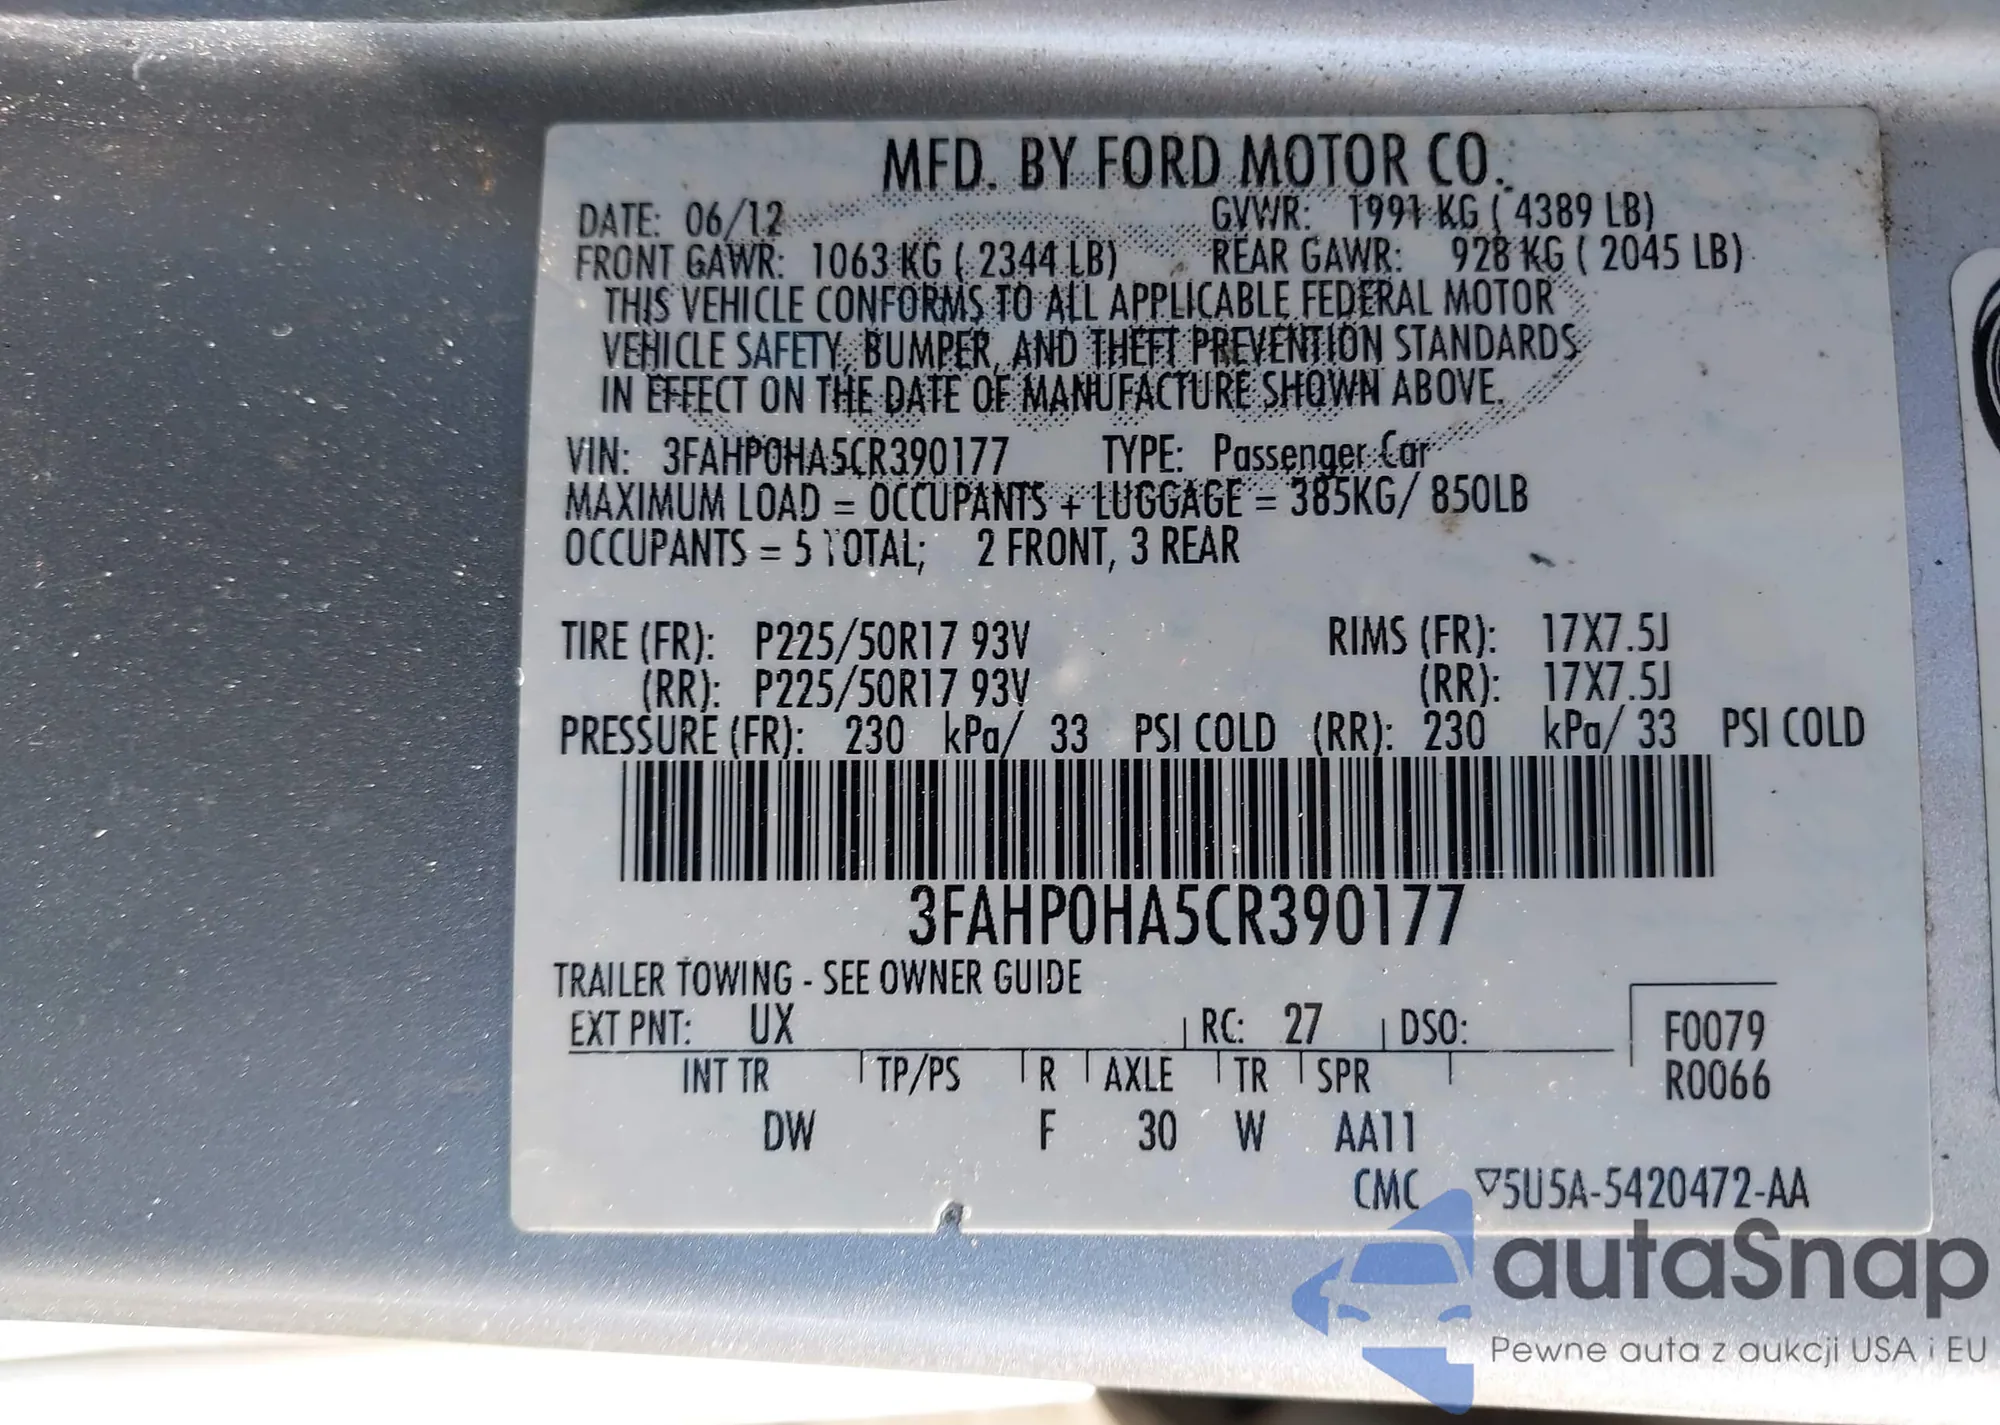 MFD. BY FORD MOTOR CO.
DATE: 06/12 GVWR: 1991 KG ( 4389 LB)
FRONT GAWR: 1063 KG ( 2344 LB) REAR GAWR: 928 KG ( 2045 LB)
THIS VEHICLE CONFORMS TO ALL APPLICABLE FEDERAL MOTOR
VEHICLE SAFETY, BUMPER, AND THEFT PREVENTION STANDARDS
IN EFFECT ON THE DATE OF MANUFACTURE SHOWN ABOVE.
VIN: 3FAHP0HA5CR390177 TYPE: Passenger Car
MAXIMUM LOAD = OCCUPANTS + LUGGAGE = 385KG/ 850LB
OCCUPANTS = 5 TOTAL; 2 FRONT, 3 REAR
TIRE (FR): P225/50R17 93V RIMS (FR): 17X7.5J
(RR): P225/50R17 93V (RR): 17X7.5J
PRESSURE (FR): 230 kPa/ 33 PSI COLD (RR): 230 kPa/ 33 PSI COLD
3FAHP0HA5CR390177
TRAILER TOWING - SEE OWNER GUIDE
EXT PNT: UX RC: 27 DSO: F0079
INT TR TP/PS R AXLE TR SPR R0066
DW F 30 W AA11
CMC ▽5U5A-5420472-AA
autaSnap
Pewne auta z aukcji USA i EU